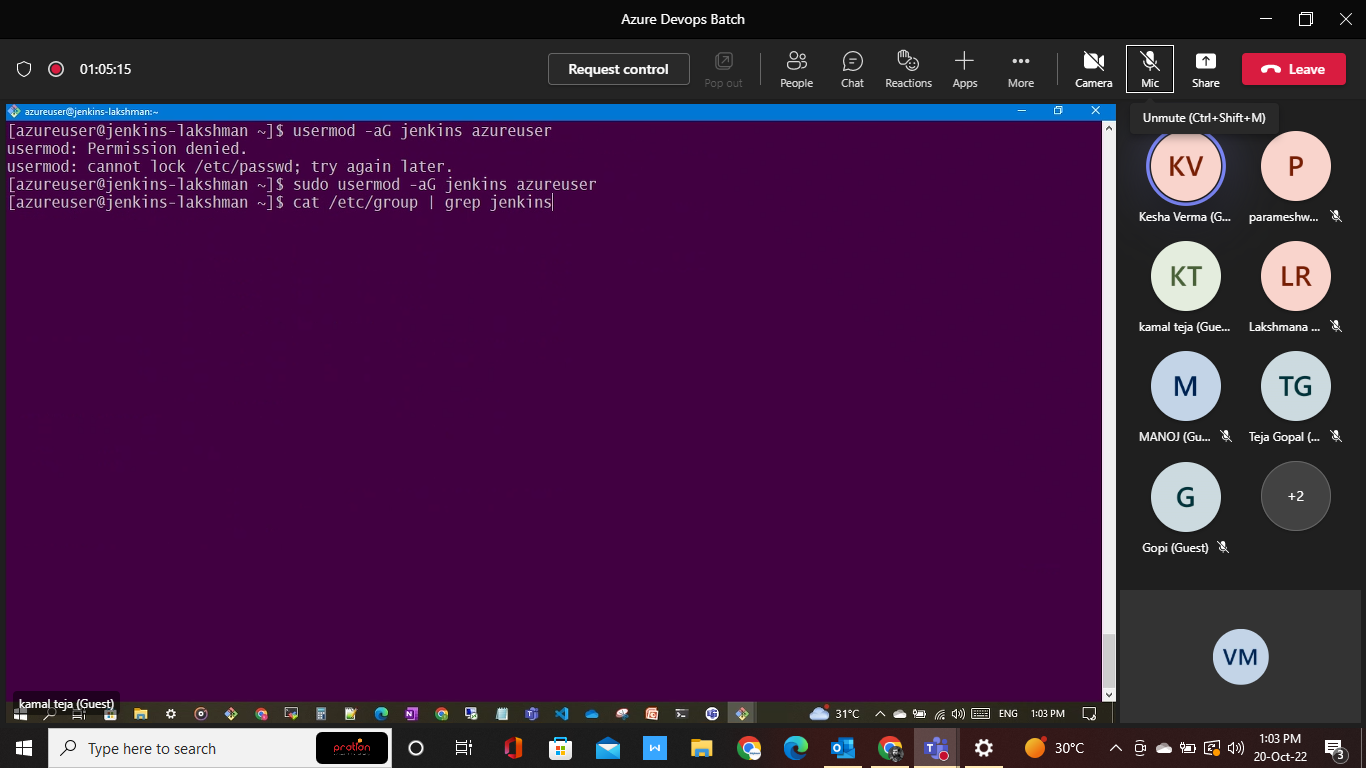 Azure Devops Batch
01:05:15
Request control
Pop out
People
Chat
Reactions
Apps
More
Camera
Mic
Share
Leave
azureuser@jenkins-lakshman:~
Unmute (Ctrl+Shift+M)
[azureuser@jenkins-lakshman ~]$ usermod -aG jenkins azureuser
usermod: Permission denied.
usermod: cannot lock /etc/passwd; try again later.
[azureuser@jenkins-lakshman ~]$ sudo usermod -aG jenkins azureuser
[azureuser@jenkins-lakshman ~]$ cat /etc/group | grep jenkins
KV
P
Kesha Verma (G...
parameshw...
KT
LR
kamal teja (Gue...
Lakshmana ...
M
TG
MANOJ (Gu...
Teja Gopal (...
G
+2
Gopi (Guest)
VM
kamal teja (Guest)
31°C
ENG
1:03 PM
Type here to search
30°C
1:03 PM
20-Oct-22
3